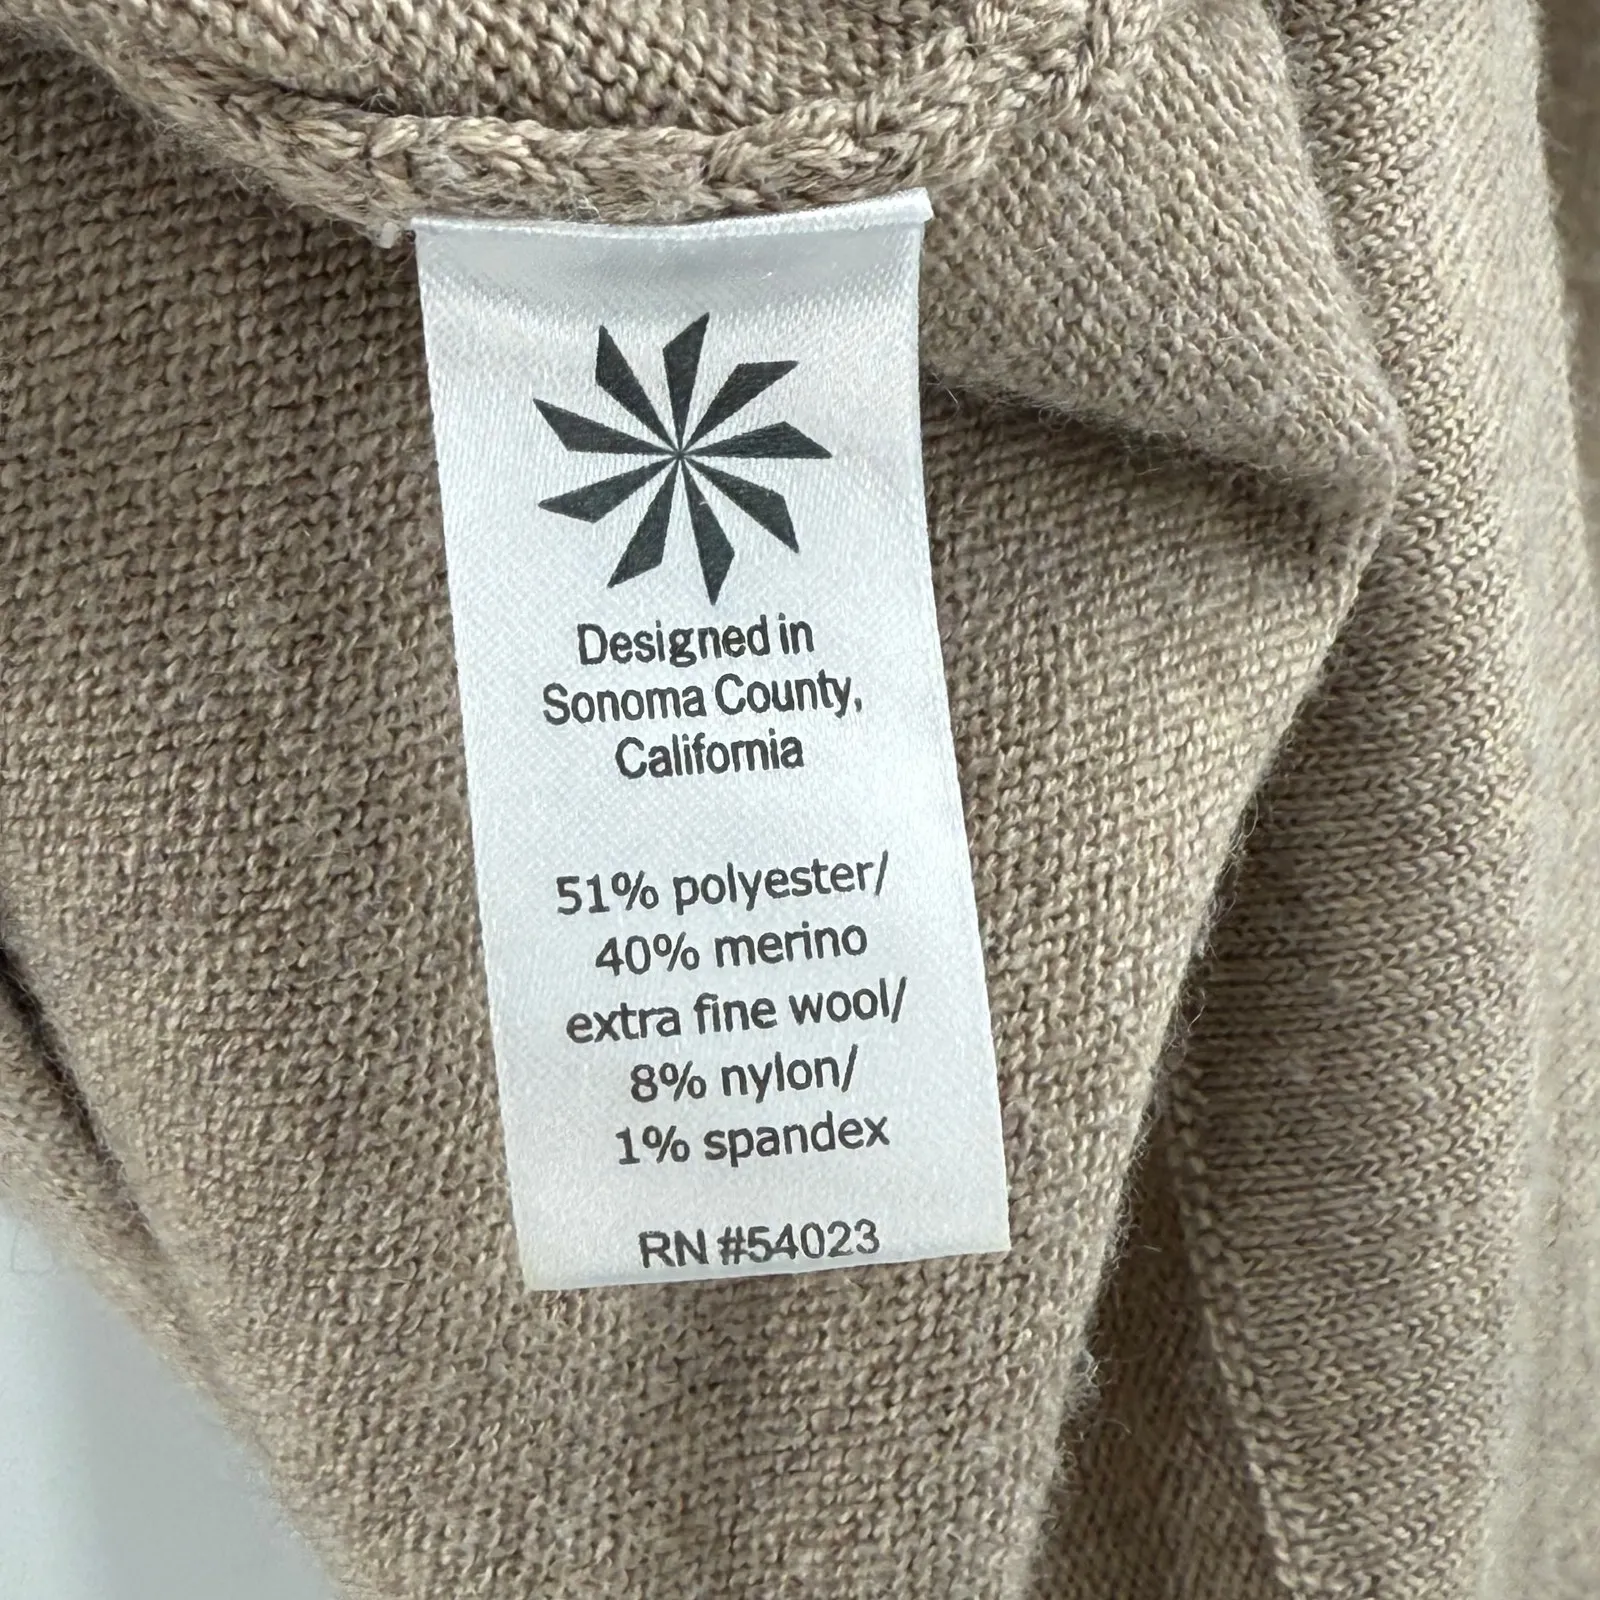 Designed in
Sonoma County,
California
51% polyester/
40% merino
extra fine wool/
8% nylon/
1% spandex
RN #54023